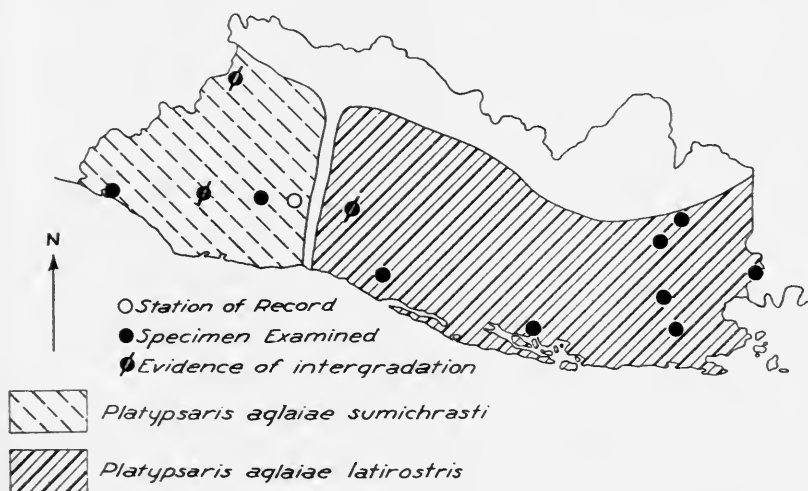 N
Station of Record
Specimen Examined
Evidence of intergradation
Platypsaris aglaiae sumichrasti
Platypsaris aglaiae latirostris